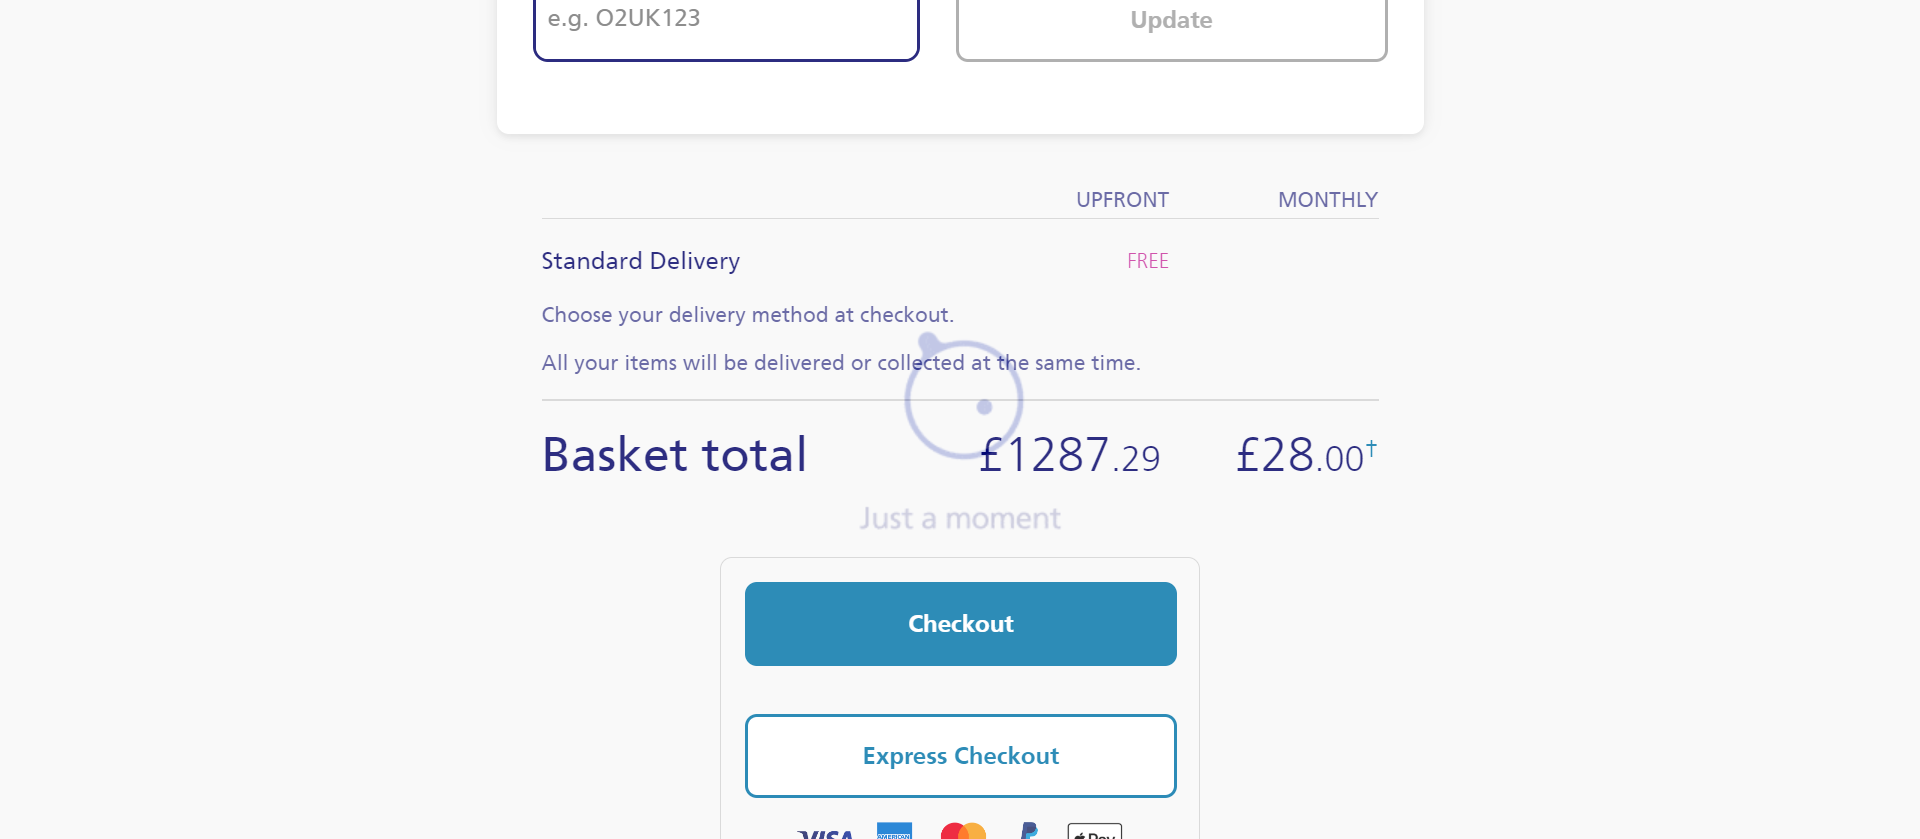 e.g. O2UK123
Update
UPFRONT MONTHLY
Standard Delivery FREE
Choose your delivery method at checkout.
All your items will be delivered or collected at the same time.
Basket total £1287.29 £28.00†
Just a moment
Checkout
Express Checkout
VISA AMERICAN Pay